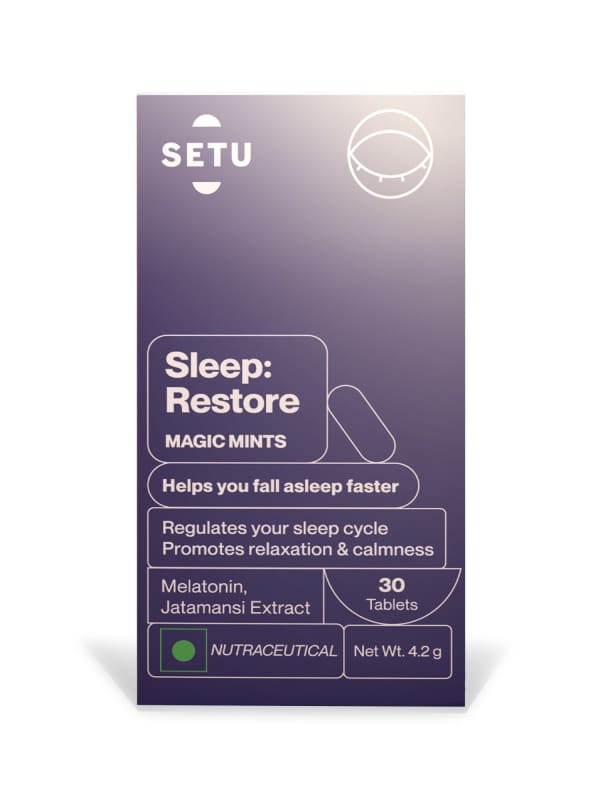 SETU
Sleep:
Restore
MAGIC MINTS
Helps you fall asleep faster
Regulates your sleep cycle
Promotes relaxation & calmness
Melatonin,
Jatamansi Extract
30
Tablets
NUTRACEUTICAL
Net Wt. 4.2 g